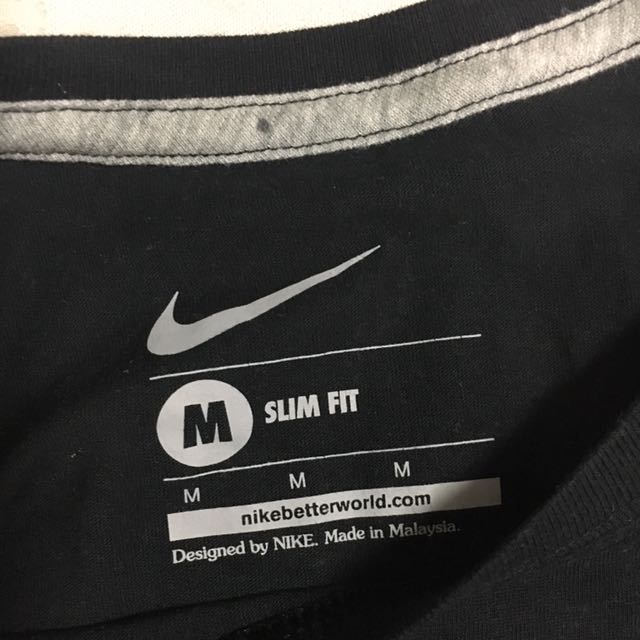 M SLIM FIT
M M M
nikebetterworld.com
Designed by NIKE. Made in Malaysia.